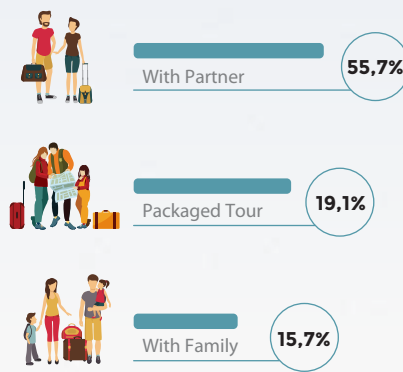 With Partner
55,7%
Packaged Tour
19,1%
With Family
15,7%